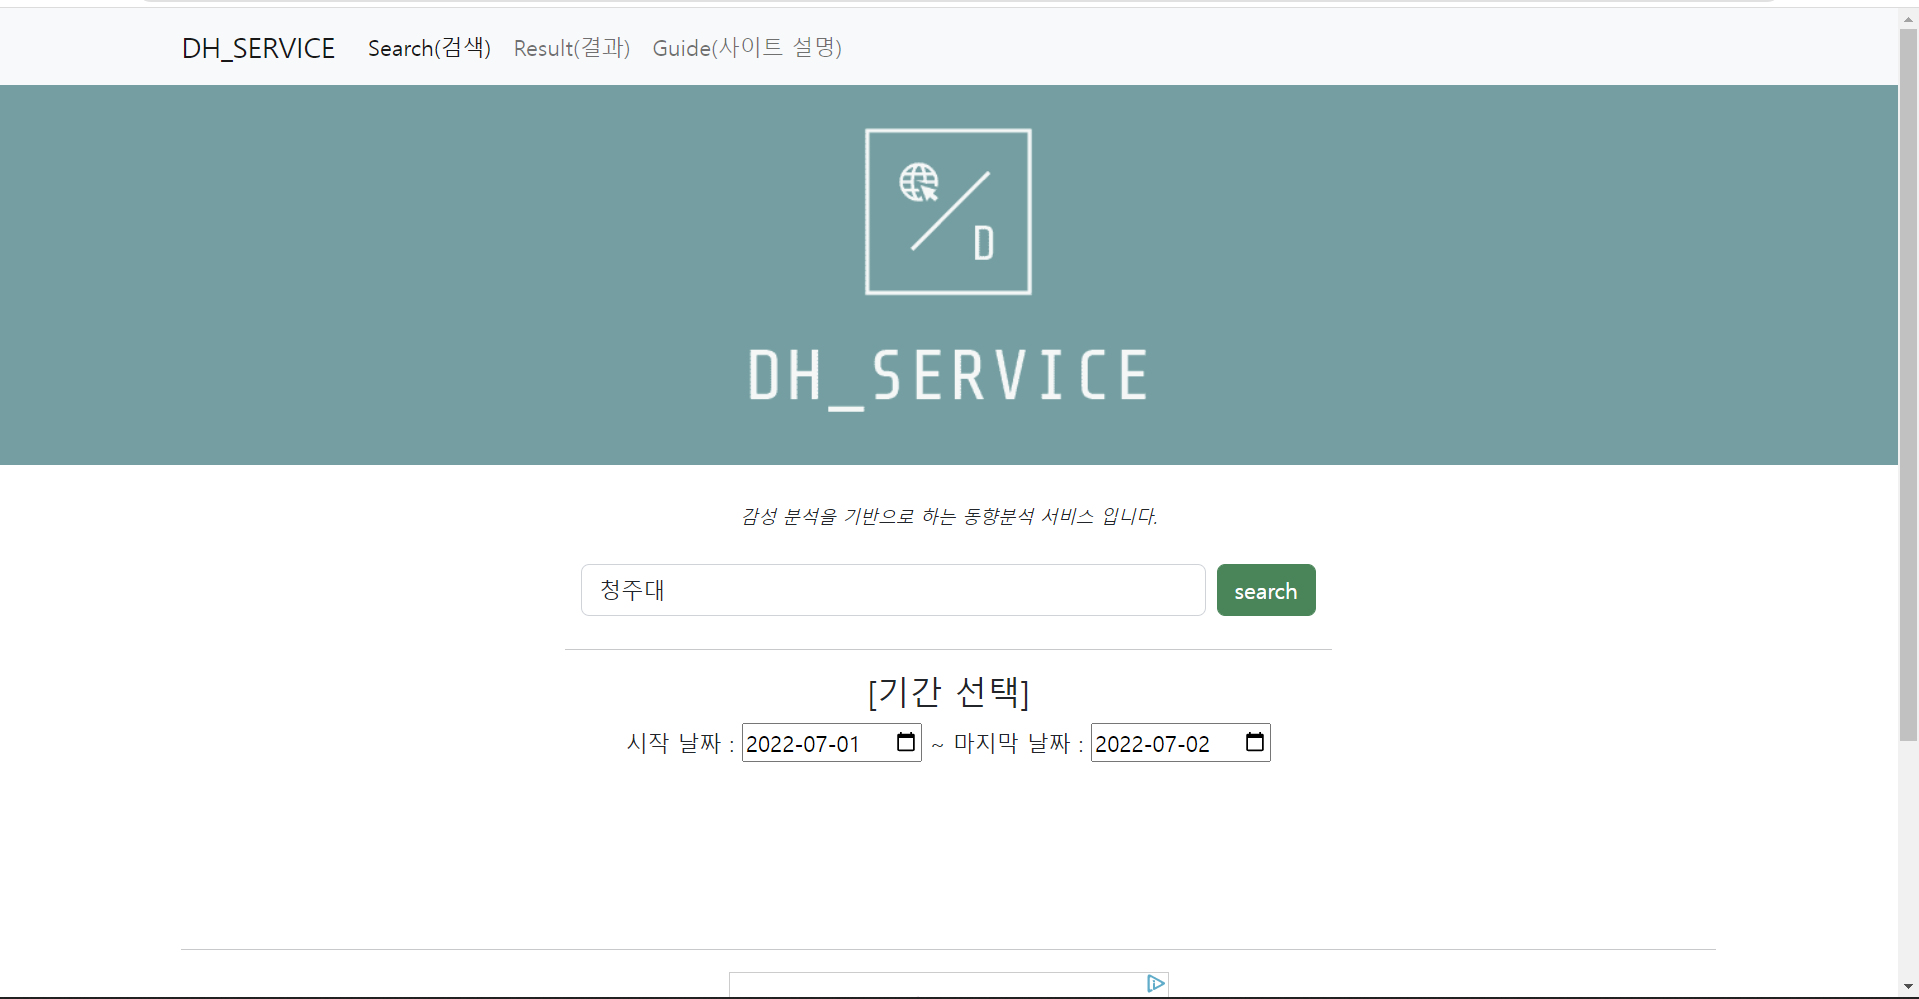 DH_SERVICE Search(검색) Result(결과) Guide(사이트 설명)
D
DH_SERVICE
감성 분석을 기반으로 하는 동향분석 서비스 입니다.
청주대 search
[기간 선택]
시작 날짜 : 2022-07-01 ~ 마지막 날짜 : 2022-07-02